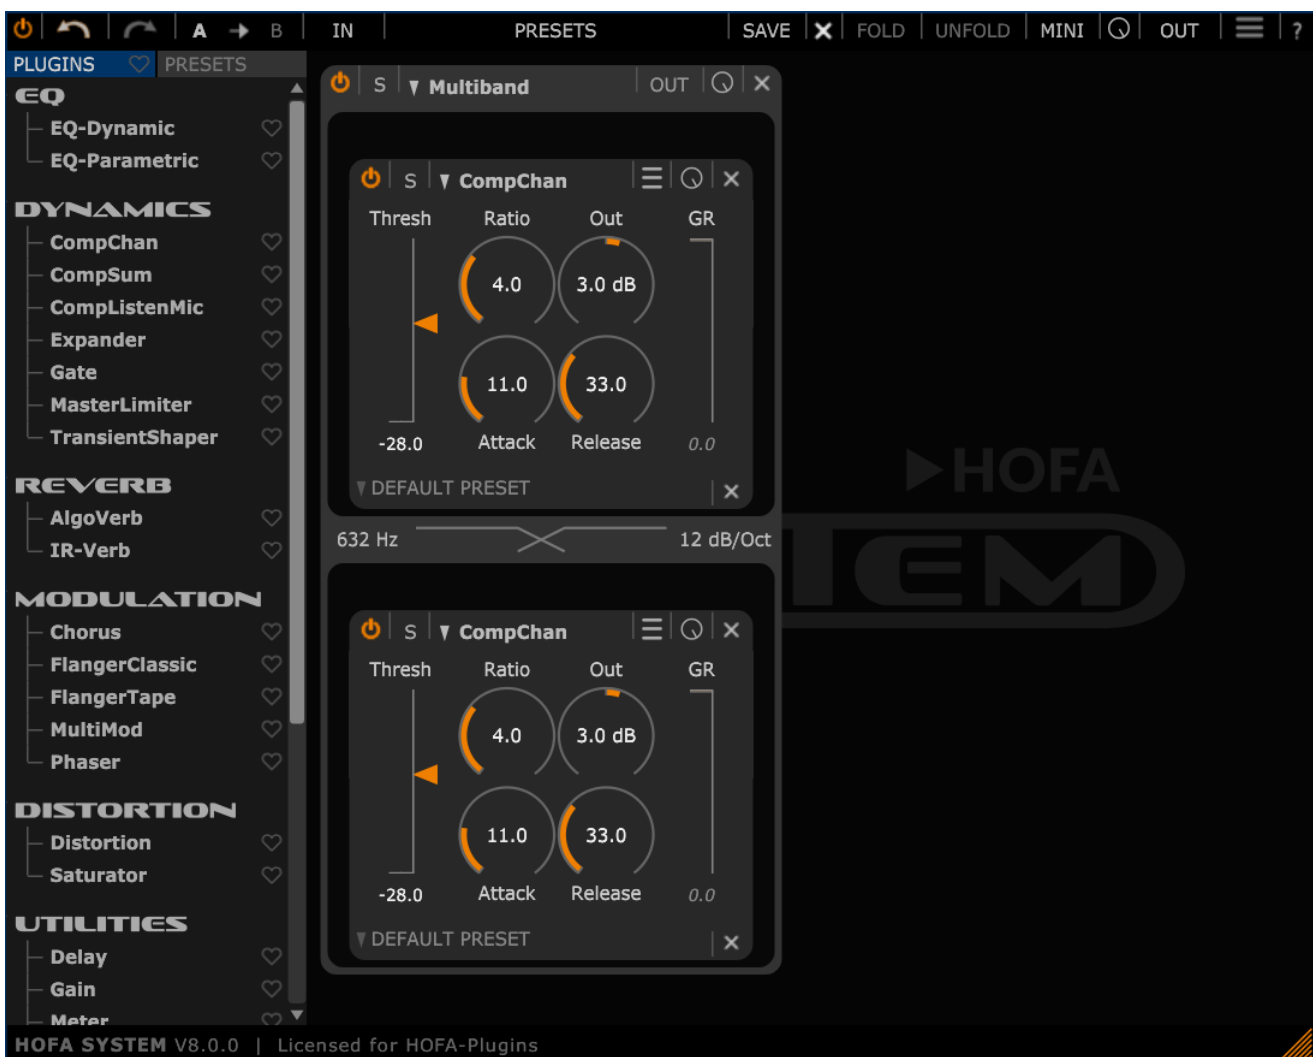 A B IN PRESETS SAVE FOLD UNFOLD MINI OUT ?
PLUGINS PRESETS
EQ
EQ-Dynamic
EQ-Parametric
DYNAMICS
CompChan
CompSum
CompListenMic
Expander
Gate
MasterLimiter
TransientShaper
REVERB
AlgoVerb
IR-Verb
MODULATION
Chorus
FlangerClassic
FlangerTape
MultiMod
Phaser
DISTORTION
Distortion
Saturator
UTILITIES
Delay
Gain
Meter
S Multiband OUT
S CompChan
Thresh Ratio Out GR
4.0 3.0 dB
11.0 33.0
-28.0 Attack Release 0.0
DEFAULT PRESET
632 Hz 12 dB/Oct
S CompChan
Thresh Ratio Out GR
4.0 3.0 dB
11.0 33.0
-28.0 Attack Release 0.0
DEFAULT PRESET
HOFA
TEM
HOFA SYSTEM V8.0.0 | Licensed for HOFA-Plugins